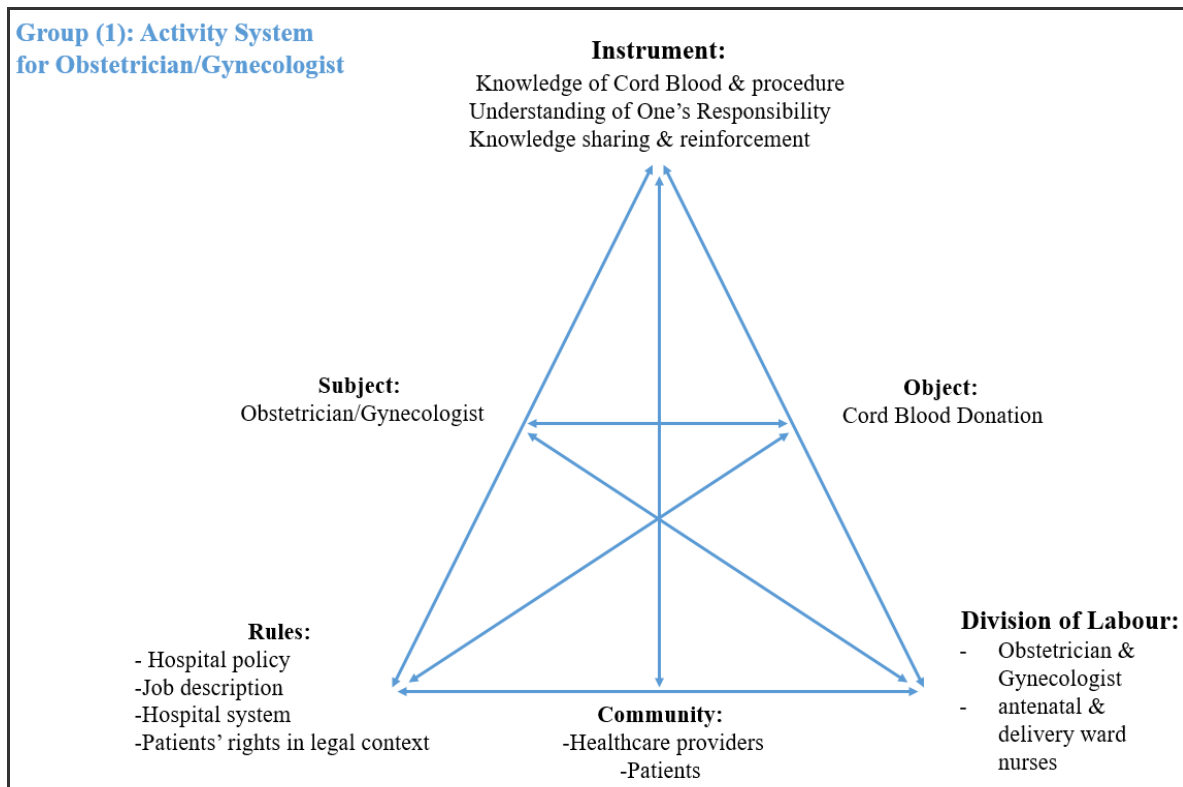 Group (1): Activity System
for Obstetrician/Gynecologist
Instrument:
Knowledge of Cord Blood & procedure
Understanding of One’s Responsibility
Knowledge sharing & reinforcement
Subject:
Obstetrician/Gynecologist
Object:
Cord Blood Donation
Rules:
- Hospital policy
-Job description
-Hospital system
-Patients’ rights in legal context
Community:
-Healthcare providers
-Patients
Division of Labour:
- Obstetrician &
Gynecologist
- antenatal &
delivery ward
nurses